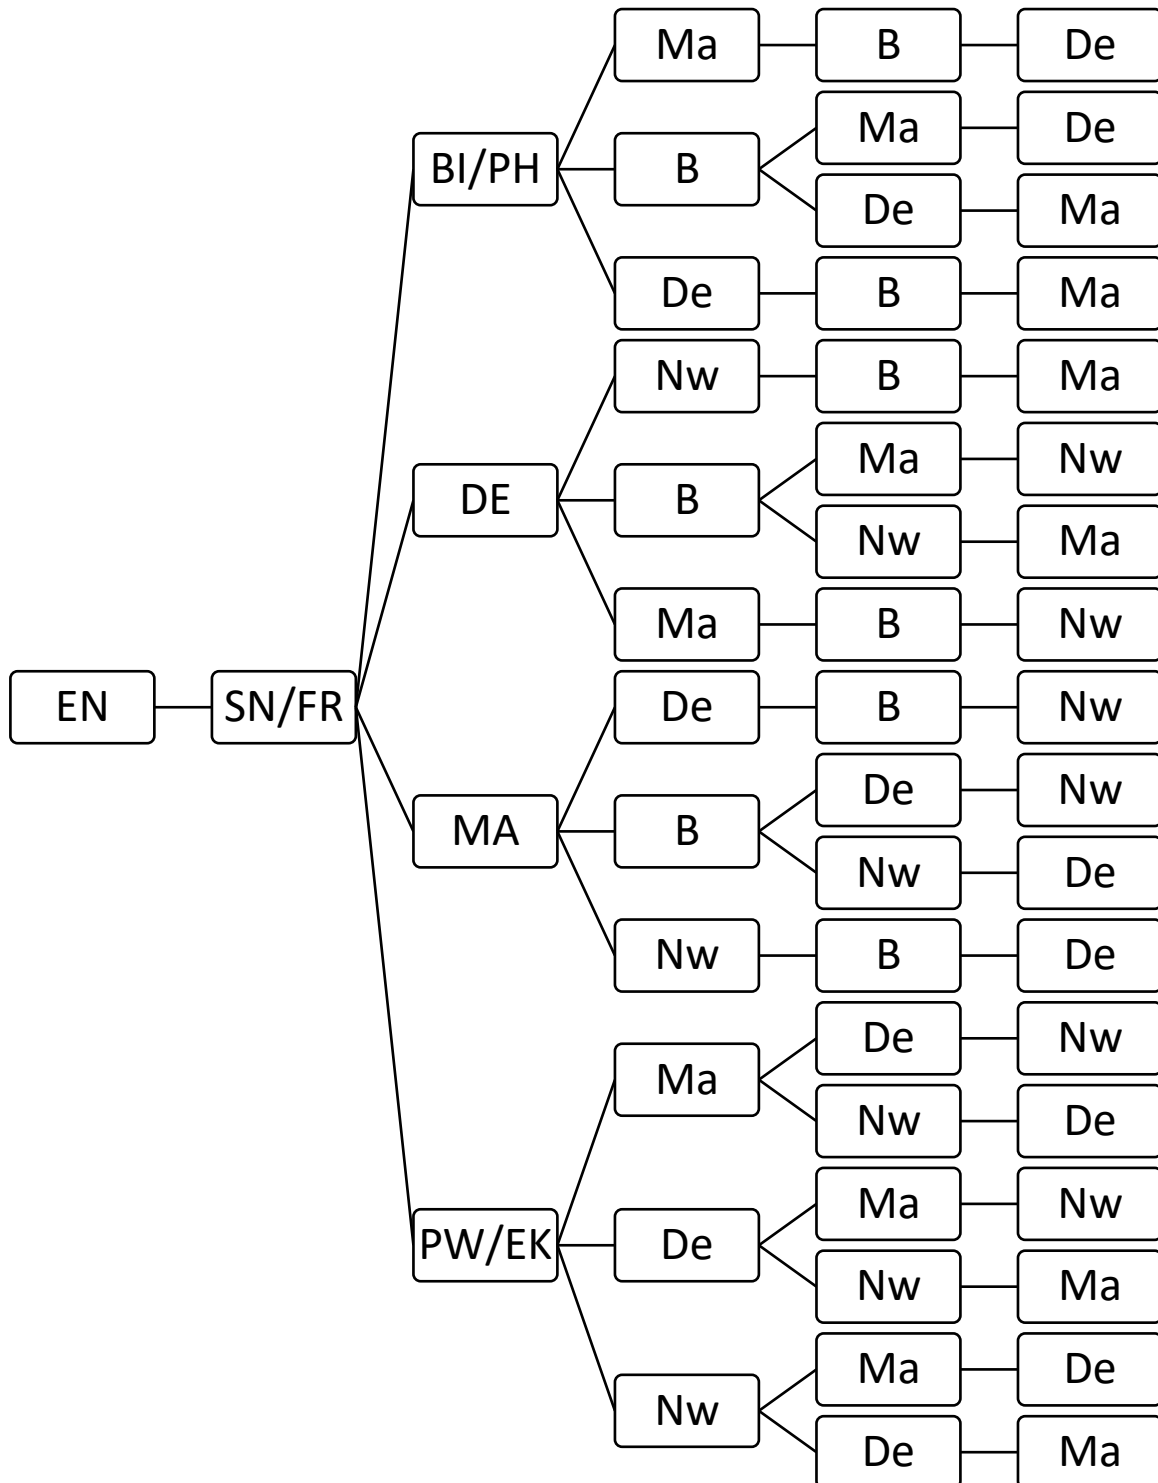 Ma B De
Ma De
BI/PH B
De Ma
De B Ma
Nw B Ma
Ma Nw
DE B
Nw Ma
Ma B Nw
EN SN/FR De B Nw
De Nw
MA B
Nw De
Nw B De
De Nw
Ma
Nw De
Ma Nw
PW/EK De
Nw Ma
Ma De
Nw
De Ma